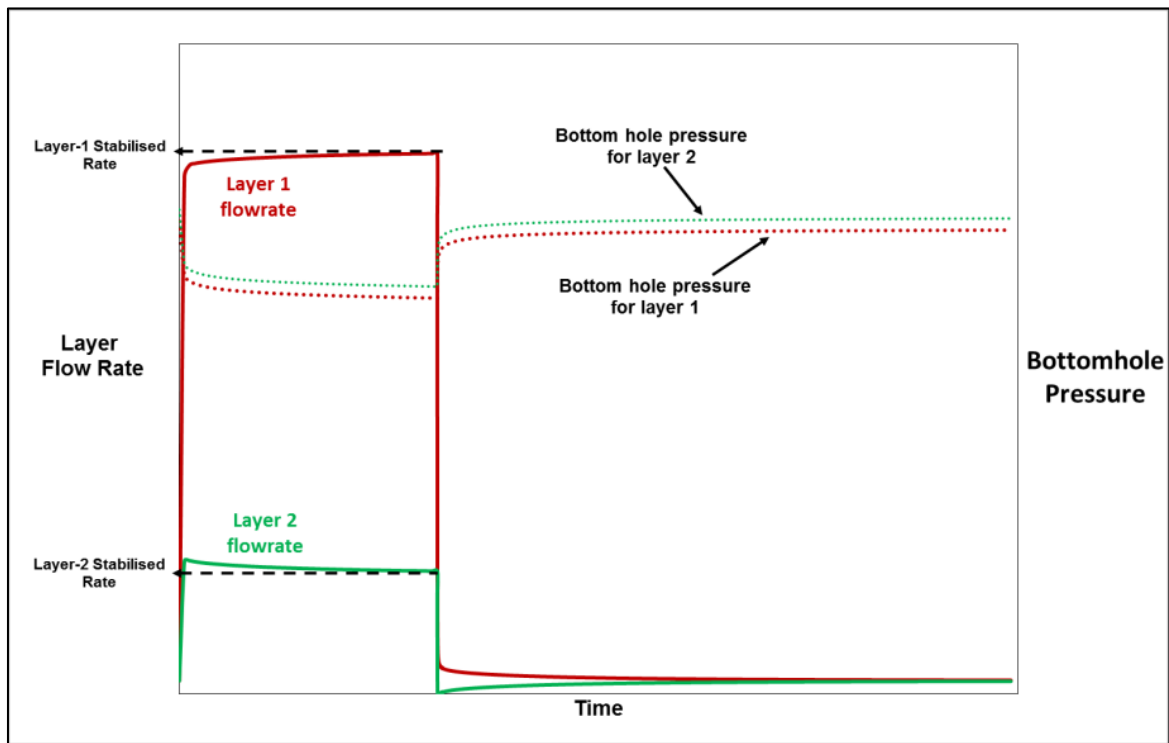 Layer-1 Stabilised
Rate
Layer 1
flowrate
Bottom hole pressure
for layer 2
Bottom hole pressure
for layer 1
Layer
Flow Rate
Bottomhole
Pressure
Layer 2
flowrate
Layer-2 Stabilised
Rate
Time